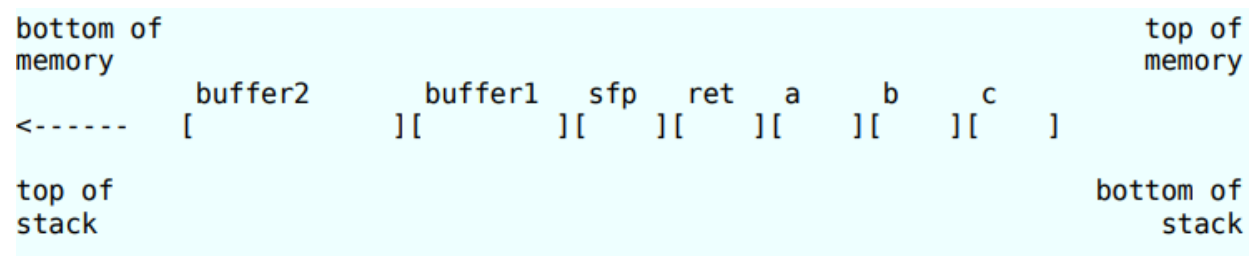 bottom of                                                            top of
memory                                                               memory
           buffer2       buffer1   sfp   ret   a     b     c
<------   [            ][        ][    ][    ][    ][    ][    ]
top of                                                            bottom of
stack                                                                 stack